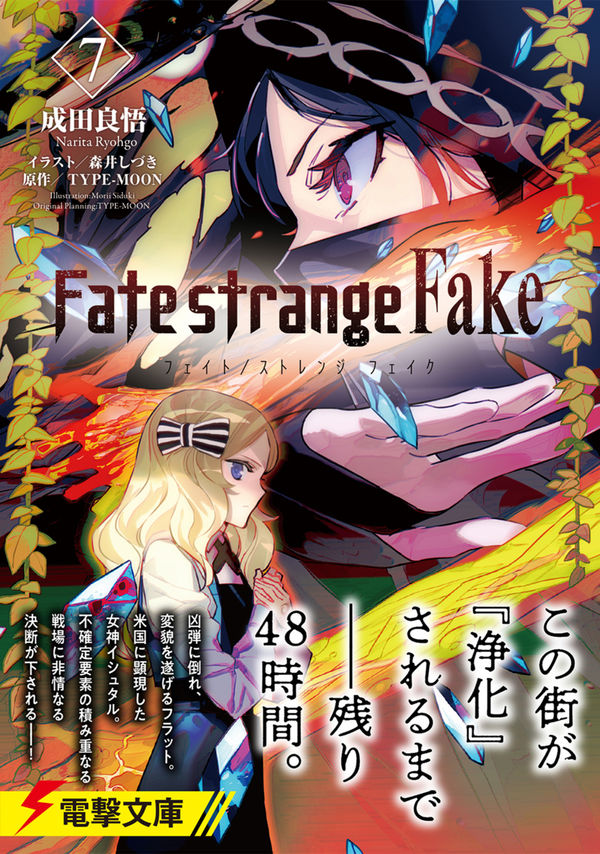 7
成田良悟
Narita Ryohgo
イラスト／森井しづき
原作／TYPE-MOON
Illustration:Morii Siduki
Original Planning:TYPE-MOON
Fate strange Fake
フェイト／ストレンジ フェイク
この街が
『浄化』
されるまで
――残り
48時間。
凶弾に倒れ、
変貌を遂げるフラット。
米国に顕現した
女神イシュタル。
不確定要素の積み重なる
戦場に非情なる
決断が下される――！
電撃文庫